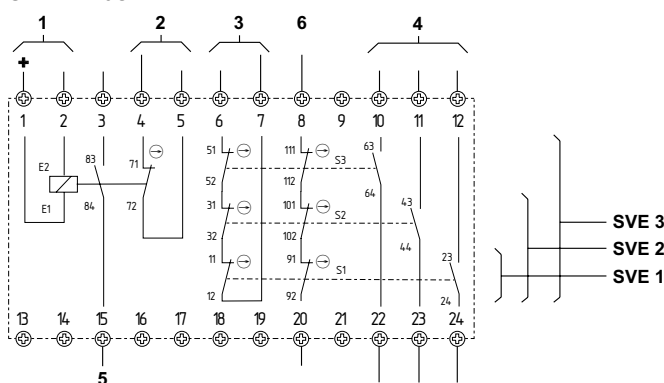 1 2 3 6 4
+
1 2 3 4 5 6 7 8 9 10 11 12
83 71 51 111 63
E2 S3
52 112
E1 84 72 31 101 64 43
S2
32 102 44
11 91 23
S1
12 92 24
SVE 3
SVE 2
SVE 1
13 14 15 16 17 18 19 20 21 22 23 24
5